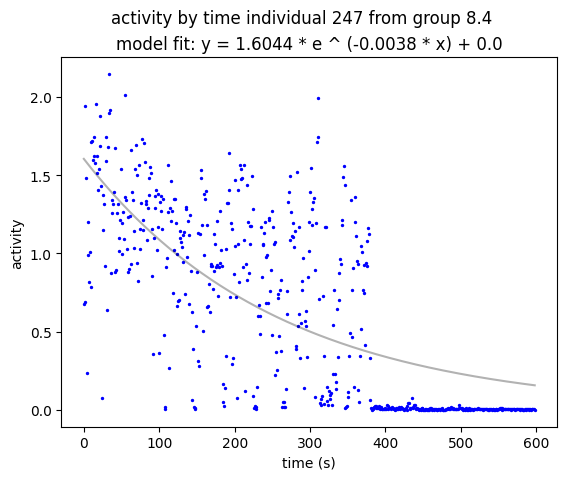 activity by time individual 247 from group 8.4
model fit: y = 1.6044 * e ^ (-0.0038 * x) + 0.0
2.0
1.5
1.0
0.5
0.0
activity
0 100 200 300 400 500 600
time (s)